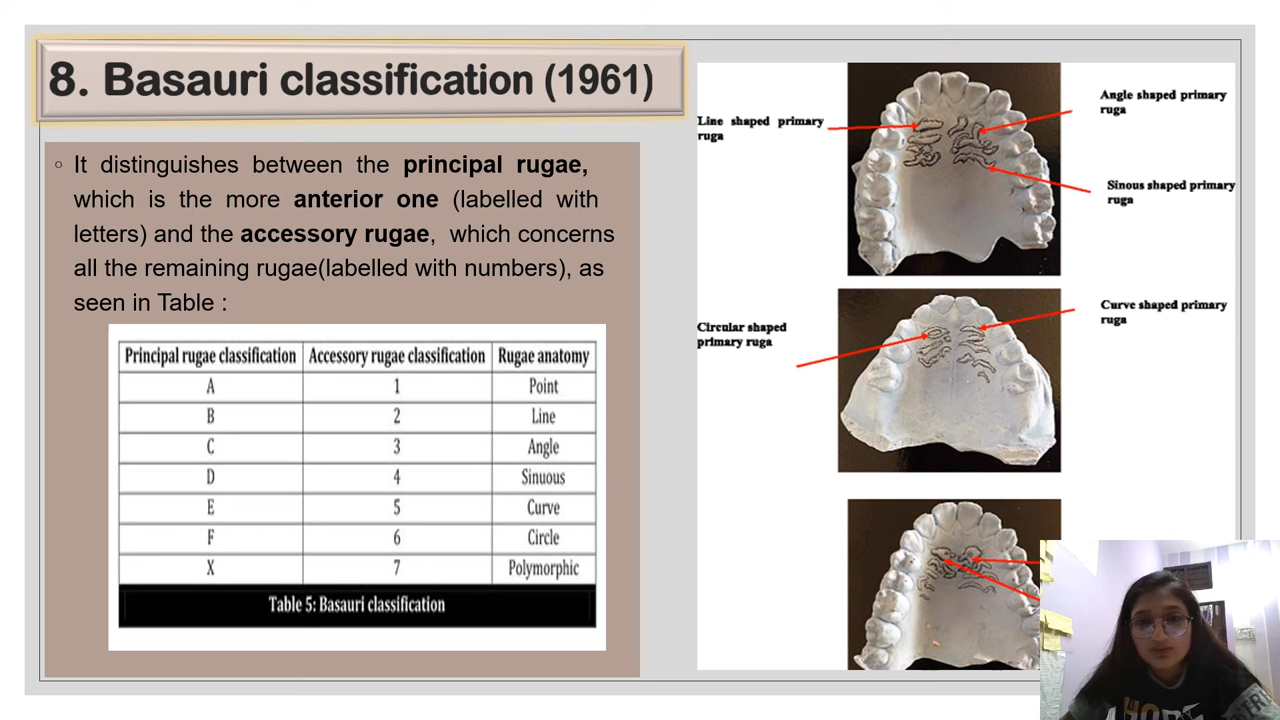 8. Basauri classification (1961)
◦ It distinguishes between the principal rugae,
which is the more anterior one (labelled with
letters) and the accessory rugae, which concerns
all the remaining rugae(labelled with numbers), as
seen in Table :
Principal rugae classification Accessory rugae classification Rugae anatomy
A 1 Point
B 2 Line
C 3 Angle
D 4 Sinuous
E 5 Curve
F 6 Circle
X 7 Polymorphic
Table 5: Basauri classification
Line shaped primary
ruga
Angle shaped primary
ruga
Sinous shaped primary
ruga
Circular shaped
primary ruga
Curve shaped primary
ruga